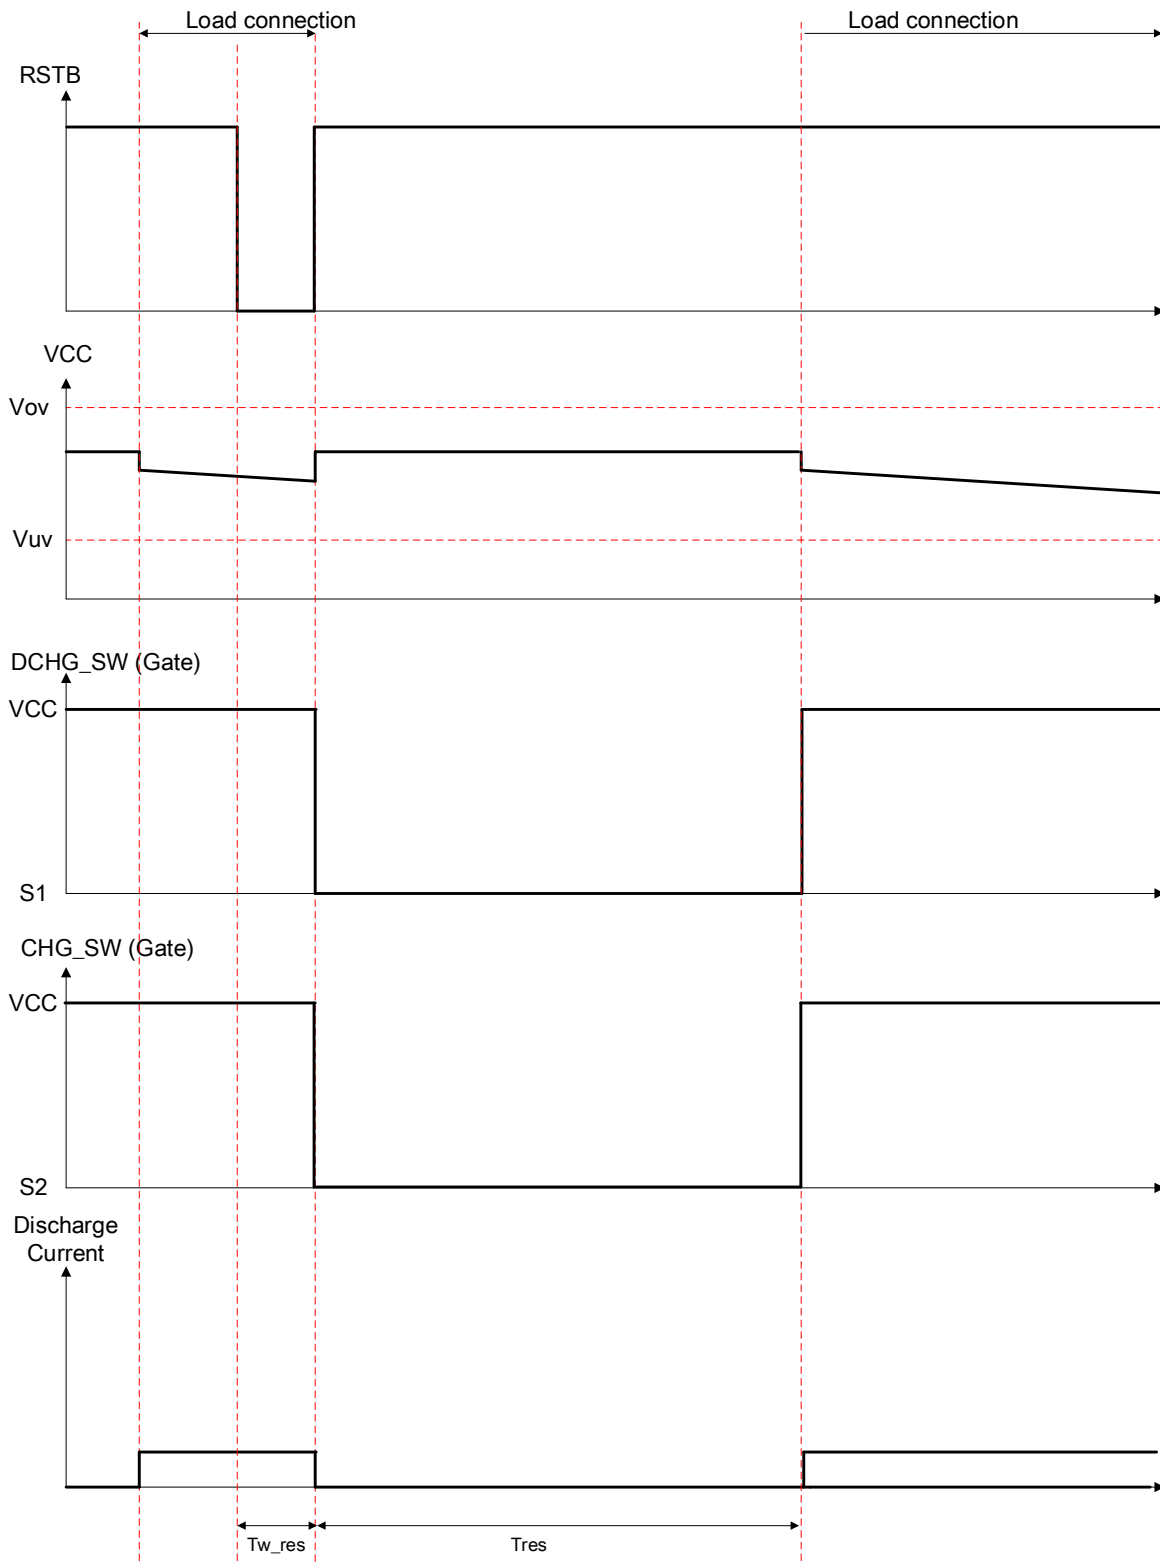 Load connection
Load connection
RSTB
VCC
Vov
Vuv
DCHG_SW (Gate)
VCC
S1
CHG_SW (Gate)
VCC
S2
Discharge
Current
Tw_res
Tres